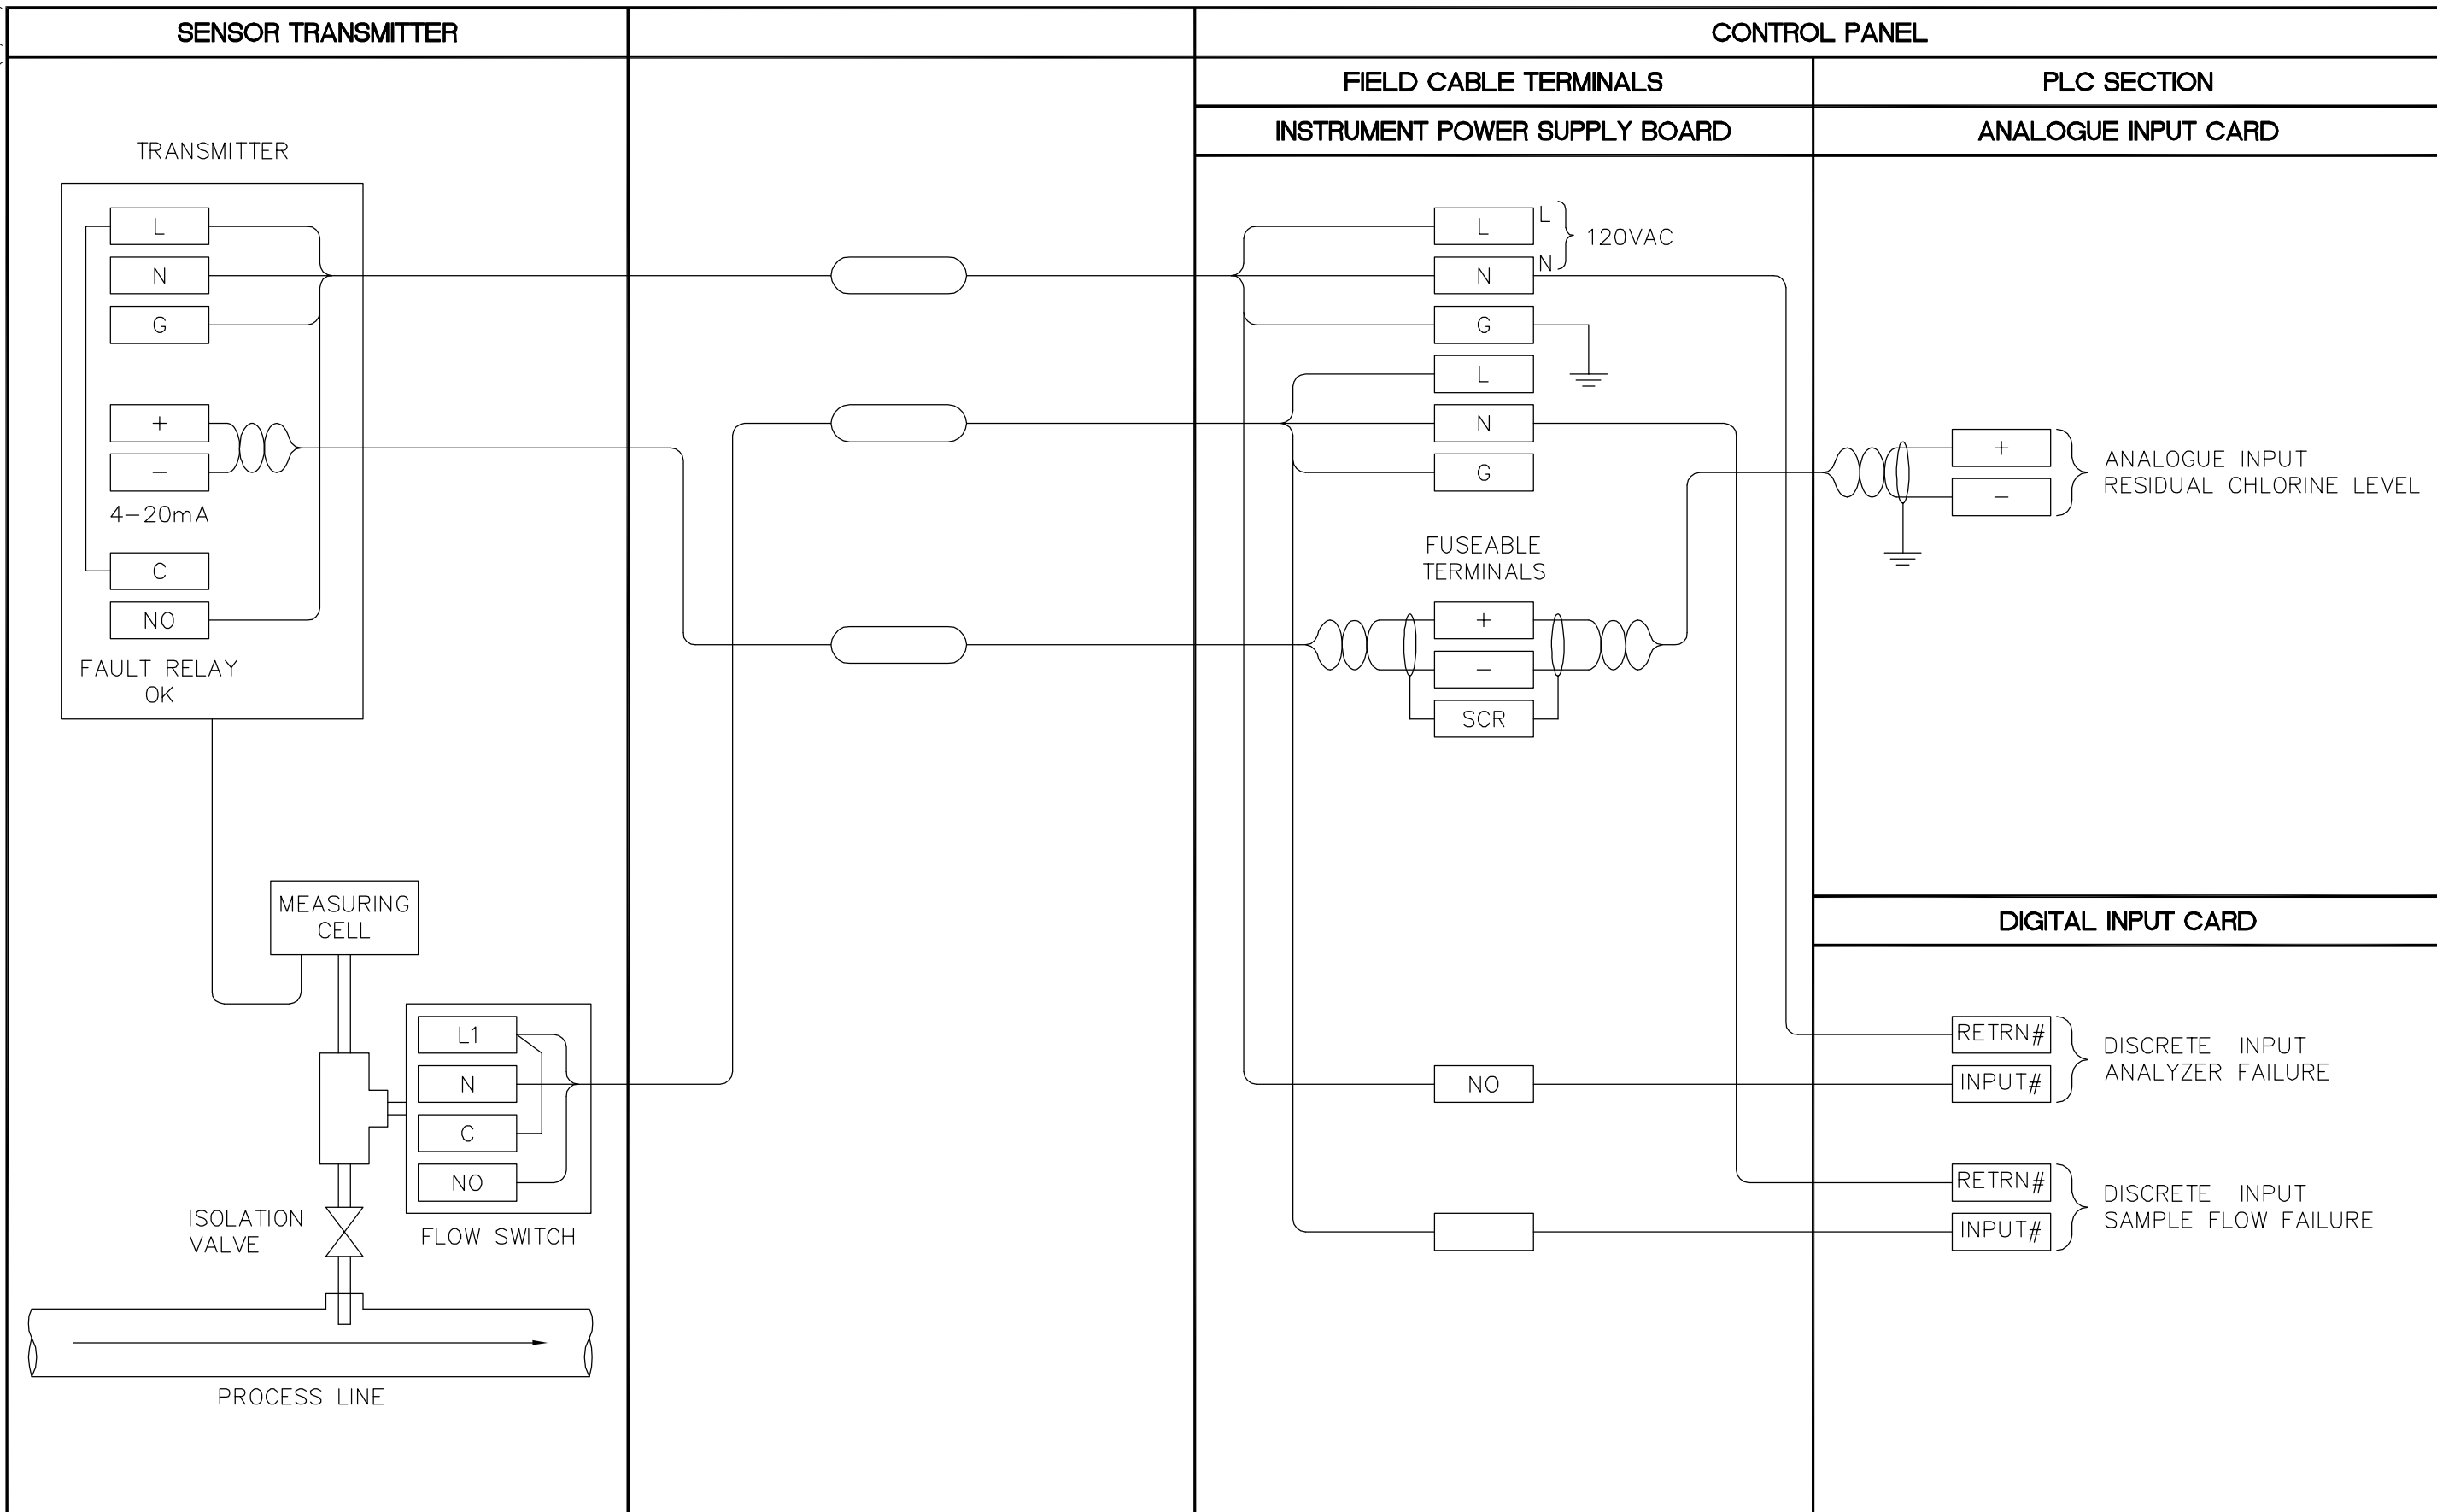 SENSOR TRANSMITTER
CONTROL PANEL
FIELD CABLE TERMINALS
PLC SECTION
INSTRUMENT POWER SUPPLY BOARD
ANALOGUE INPUT CARD
TRANSMITTER
L
N
G
+
−
4-20mA
C
NO
FAULT RELAY
OK
MEASURING
CELL
L1
N
C
NO
FLOW SWITCH
ISOLATION
VALVE
PROCESS LINE
L
L
120VAC
N
N
G
L
N
G
FUSEABLE
TERMINALS
+
−
SCR
NO
+
−
ANALOGUE INPUT
RESIDUAL CHLORINE LEVEL
DIGITAL INPUT CARD
RETRN#
INPUT#
DISCRETE INPUT
ANALYZER FAILURE
RETRN#
INPUT#
DISCRETE INPUT
SAMPLE FLOW FAILURE